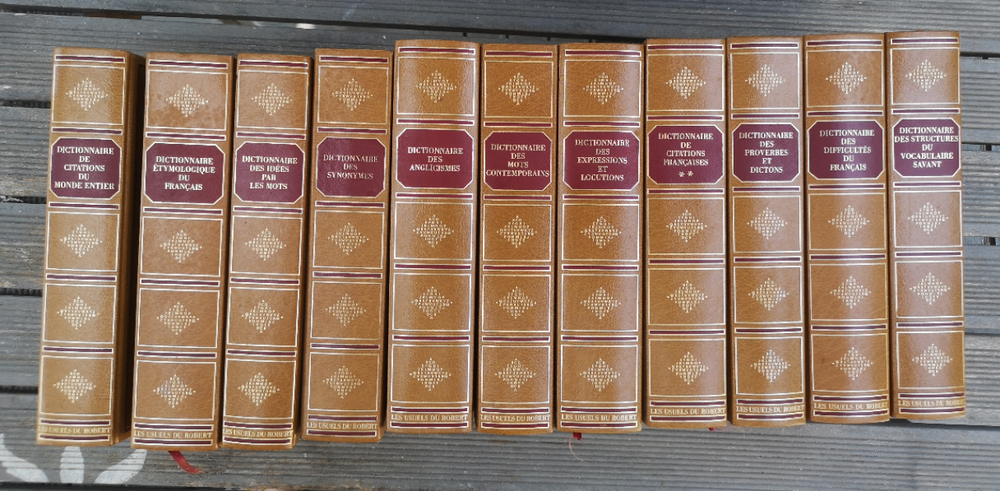 DICTIONNAIRE
DE
CITATIONS DU
MONDE ENTIER
LES USUELS DU ROBERT
DICTIONNAIRE
ÉTYMOLOGIQUE
DU
FRANÇAIS
LES USUELS DU ROBERT
DICTIONNAIRE
DES IDÉES
PAR
LES MOTS
LES USUELS DU ROBERT
DICTIONNAIRE
DES
SYNONYMES
LES USUELS DU ROBERT
DICTIONNAIRE
DES
ANGLICISMES
LES USUELS DU ROBERT
DICTIONNAIRE
DES
MOTS
CONTEMPORAINS
LES USUELS DU ROBERT
DICTIONNAIRE
DES
EXPRESSIONS
ET
LOCUTIONS
LES USUELS DU ROBERT
DICTIONNAIRE
DE
CITATIONS
FRANÇAISES
**
LES USUELS DU ROBERT
DICTIONNAIRE
DES
PROVERBES
ET
DICTONS
LES USUELS DU ROBERT
DICTIONNAIRE
DES
DIFFICULTÉS
DU
FRANÇAIS
LES USUELS DU ROBERT
DICTIONNAIRE
DES STRUCTURES
DU
VOCABULAIRE
SAVANT
LES USUELS DU ROBERT